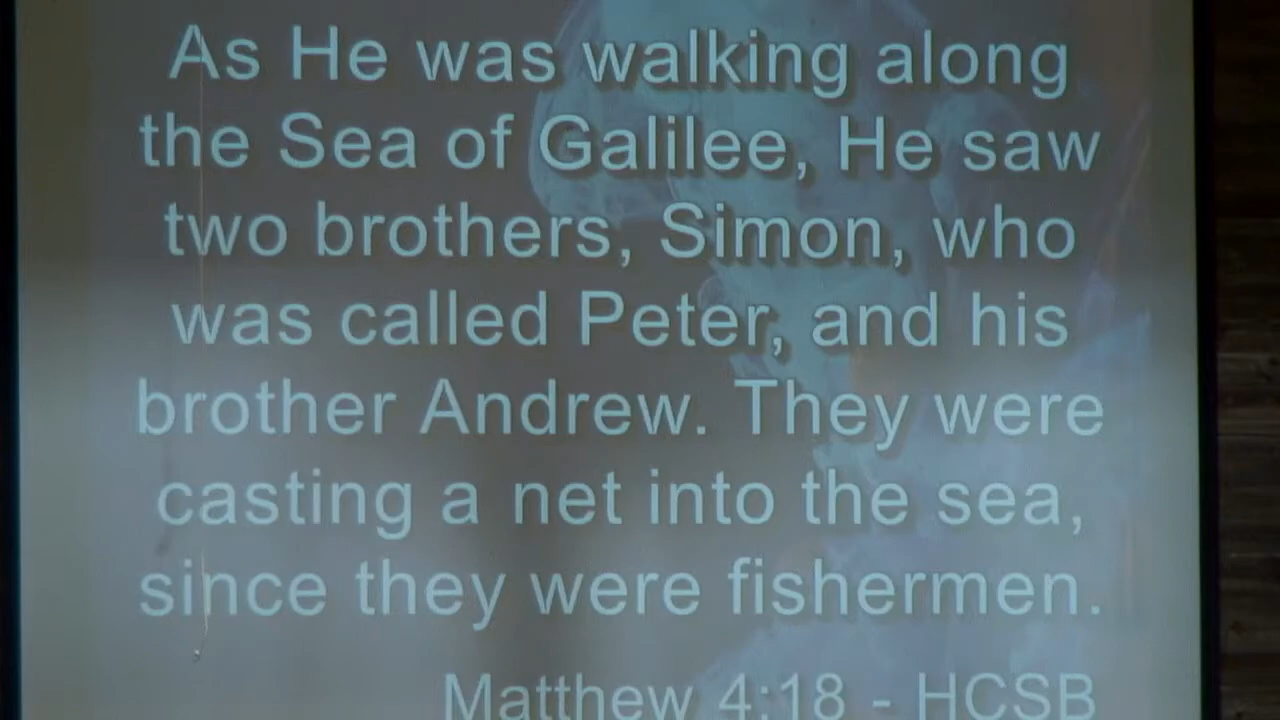 As He was walking along
the Sea of Galilee, He saw
two brothers, Simon, who
was called Peter, and his
brother Andrew. They were
casting a net into the sea,
since they were fishermen.
Matthew 4:18 - HCSB